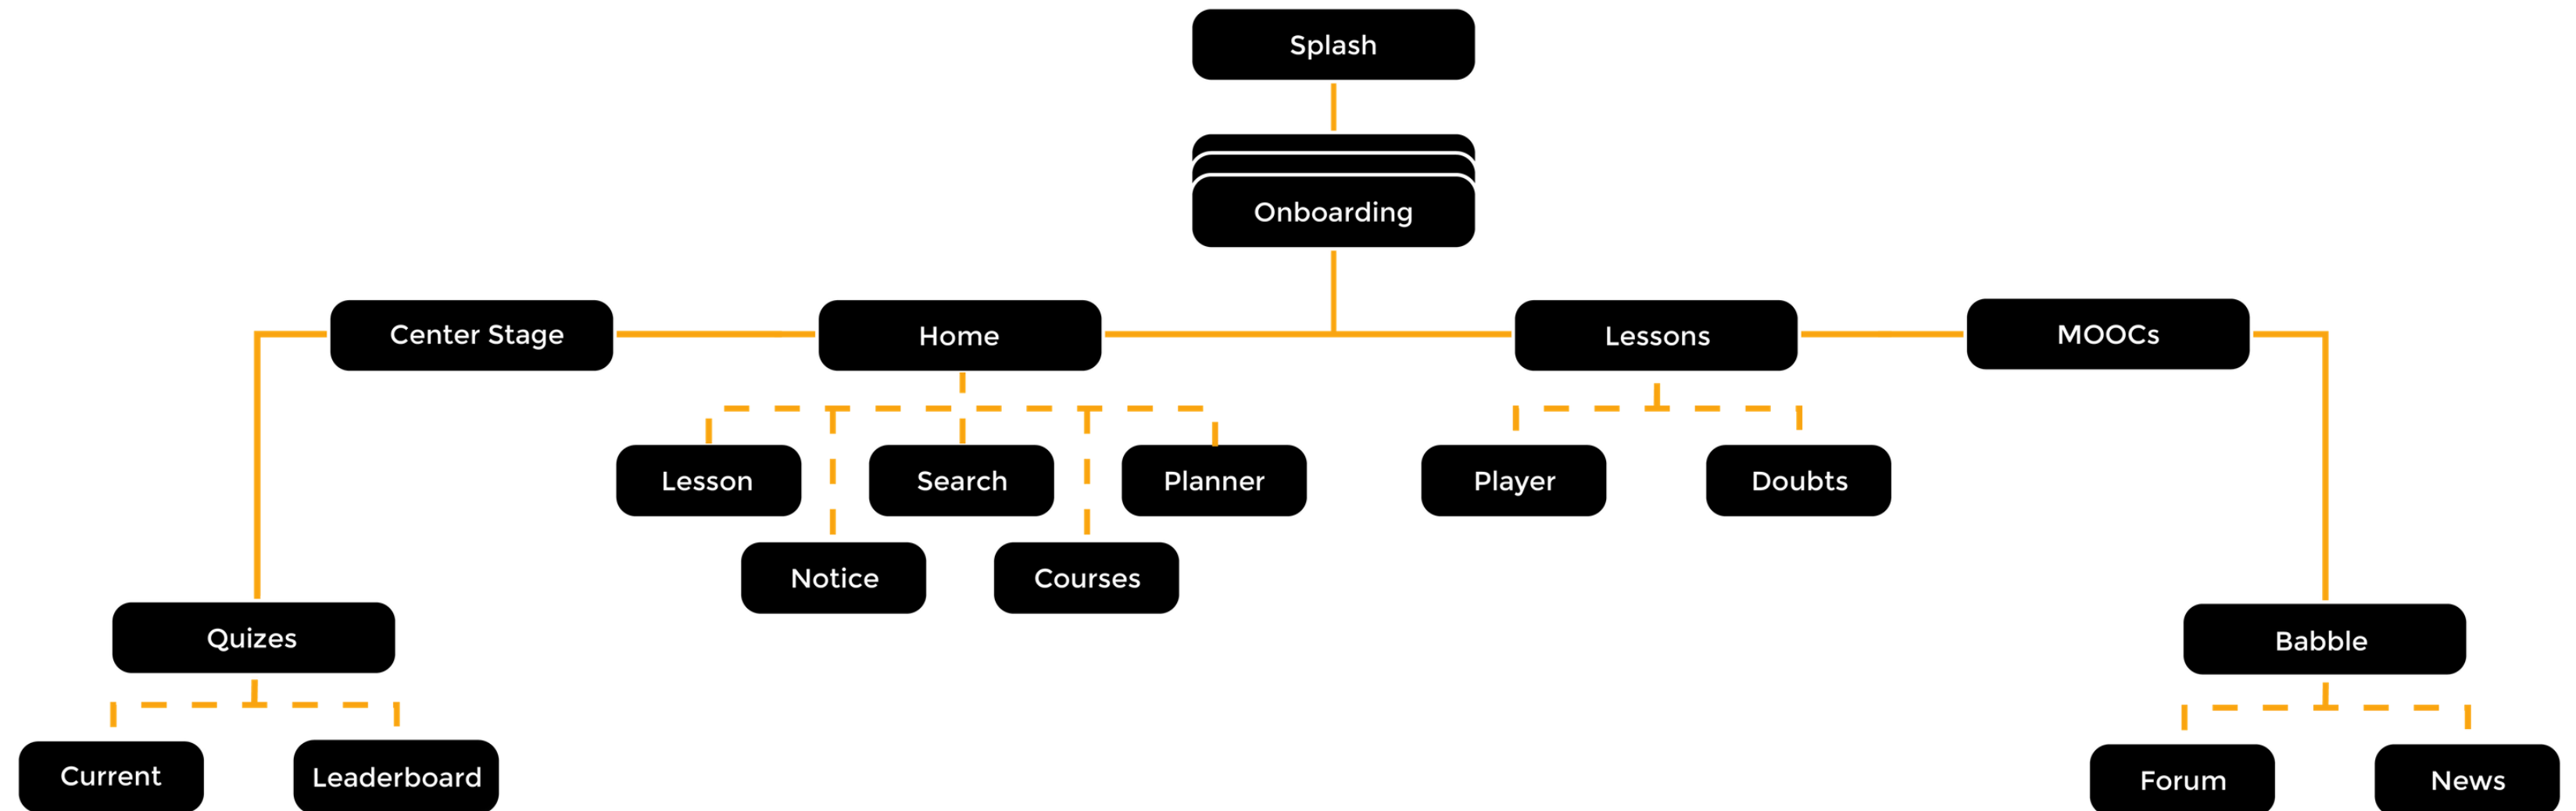 Splash
Onboarding
Center Stage
Home
Lessons
MOOCs
Lesson
Search
Planner
Player
Doubts
Notice
Courses
Quizes
Babble
Current
Leaderboard
Forum
News